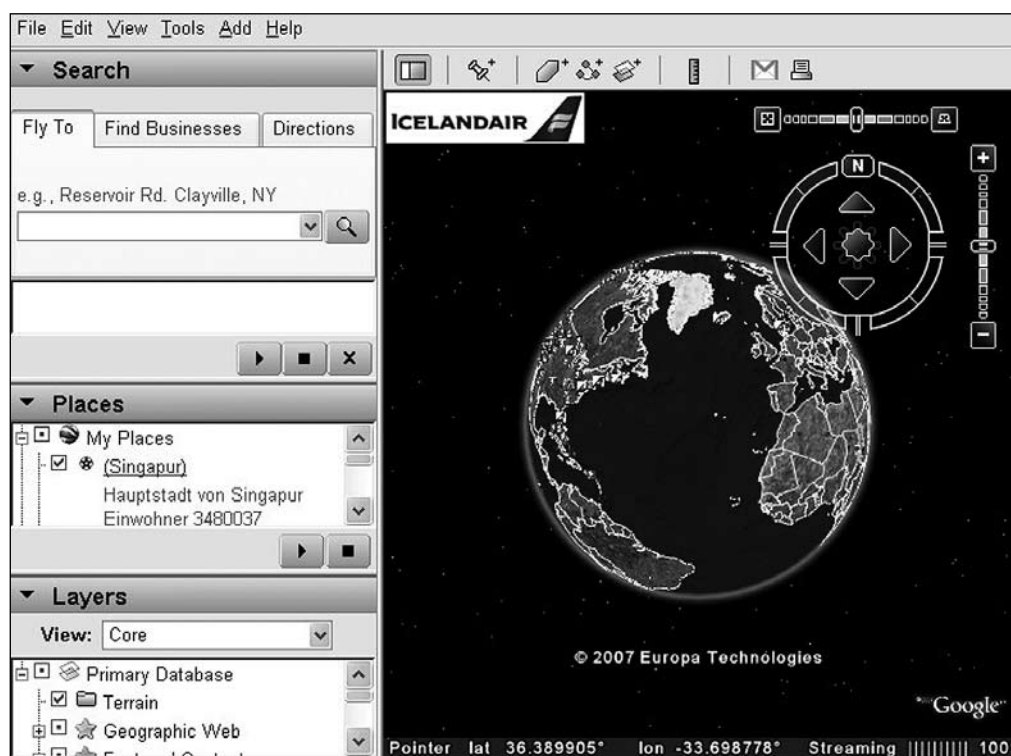 File Edit View Tools Add Help
Search
Fly To Find Businesses Directions
e.g., Reservoir Rd. Clayville, NY
Places
My Places
(Singapur)
Hauptstadt von Singapur
Einwohner 3480037
Layers
View: Core
Primary Database
Terrain
Geographic Web
ICELANDAIR
N
© 2007 Europa Technologies
Google
Pointer lat 36.389905° lon -33.698778° Streaming ||||||||| 100